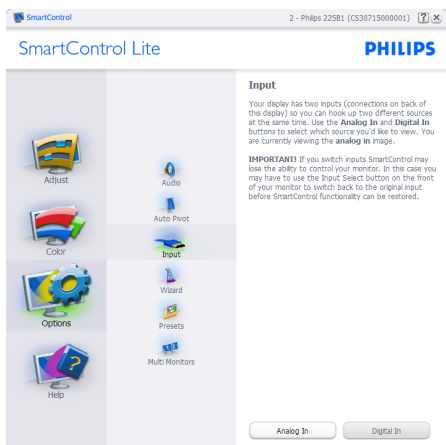 SmartControl
2 - Philips 225B1 (CS30715000001)
SmartControl Lite
PHILIPS
Adjust
Color
Options
Help
Audio
Auto Pivot
Input
Wizard
Presets
Multi Monitors
Input
Your display has two inputs (connections on back of
this display) so you can hook up two different sources
at the same time. Use the Analog In and Digital In
buttons to select which source you'd like to view. You
are currently viewing the analog in image.
IMPORTANT! If you switch inputs SmartControl may
lose the ability to control your monitor. In this case you
may have to use the Input Select button on the front
of your monitor to switch back to the original input
before SmartControl functionality can be restored.
Analog In
Digital In